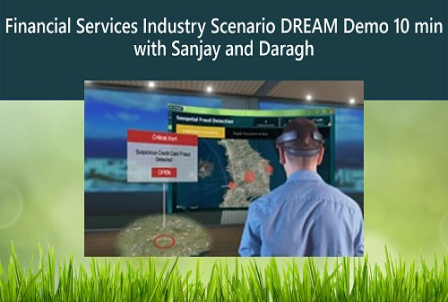 Financial Services Industry Scenario DREAM Demo 10 min
with Sanjay and Daragh
Geospatial Fraud Detection
Critical Alert
Suspicious Credit Card Fraud
Detected
OPEN